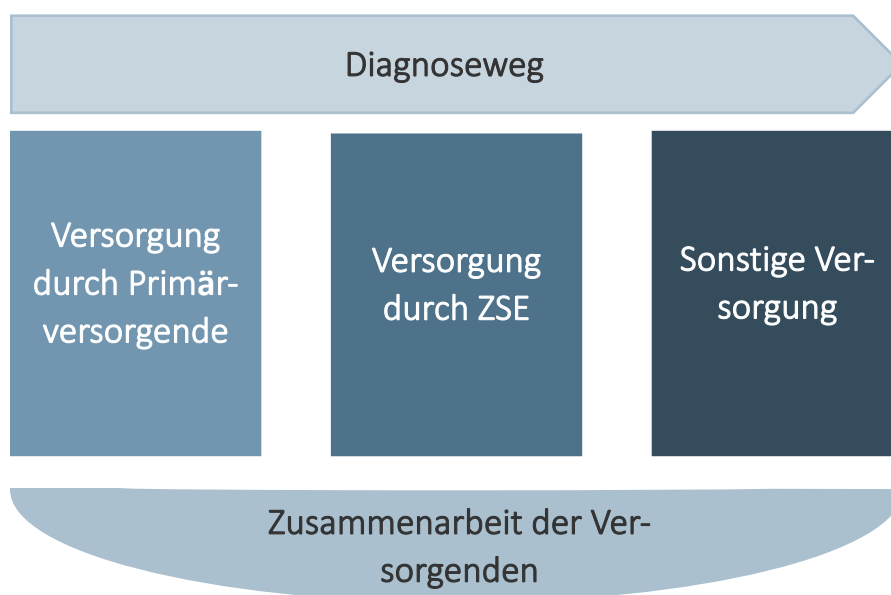 Diagnoseweg
Versorgung
durch Primär-
versorgende
Versorgung
durch ZSE
Sonstige Ver-
sorgung
Zusammenarbeit der Ver-
sorgenden